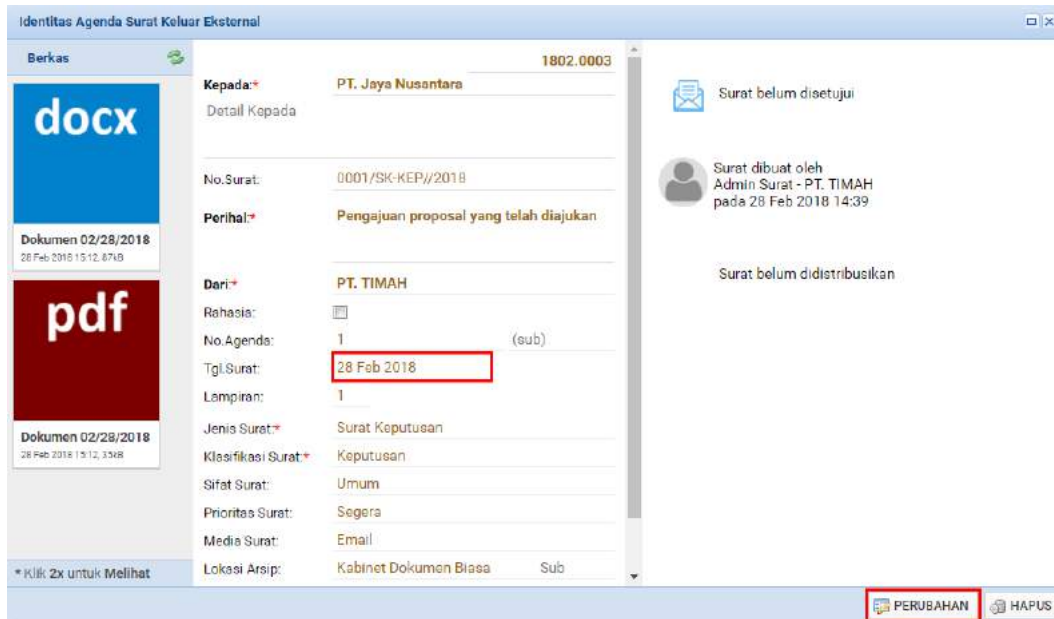 Identitas Agenda Surat Keluar Eksternal
Berkas
docx
Dokumen 02/28/2018
28 Feb 2018 15:12, 87kB
pdf
Dokumen 02/28/2018
28 Feb 2018 15:12, 35kB
* Klik 2x untuk Melihat
1802.0003
Kepada:* PT. Jaya Nusantara
Detail Kepada
No.Surat: 0001/SK-KEP//2018
Perihal:* Pengajuan proposal yang telah diajukan
Dari:* PT. TIMAH
Rahasia:
No.Agenda: 1 (sub)
Tgl.Surat: 28 Feb 2018
Lampiran: 1
Jenis Surat:* Surat Keputusan
Klasifikasi Surat:* Keputusan
Sifat Surat: Umum
Prioritas Surat: Segera
Media Surat: Email
Lokasi Arsip: Kabinet Dokumen Biasa Sub
Surat belum disetujui
Surat dibuat oleh
Admin Surat - PT. TIMAH
pada 28 Feb 2018 14:39
Surat belum didistribusikan
PERUBAHAN
HAPUS